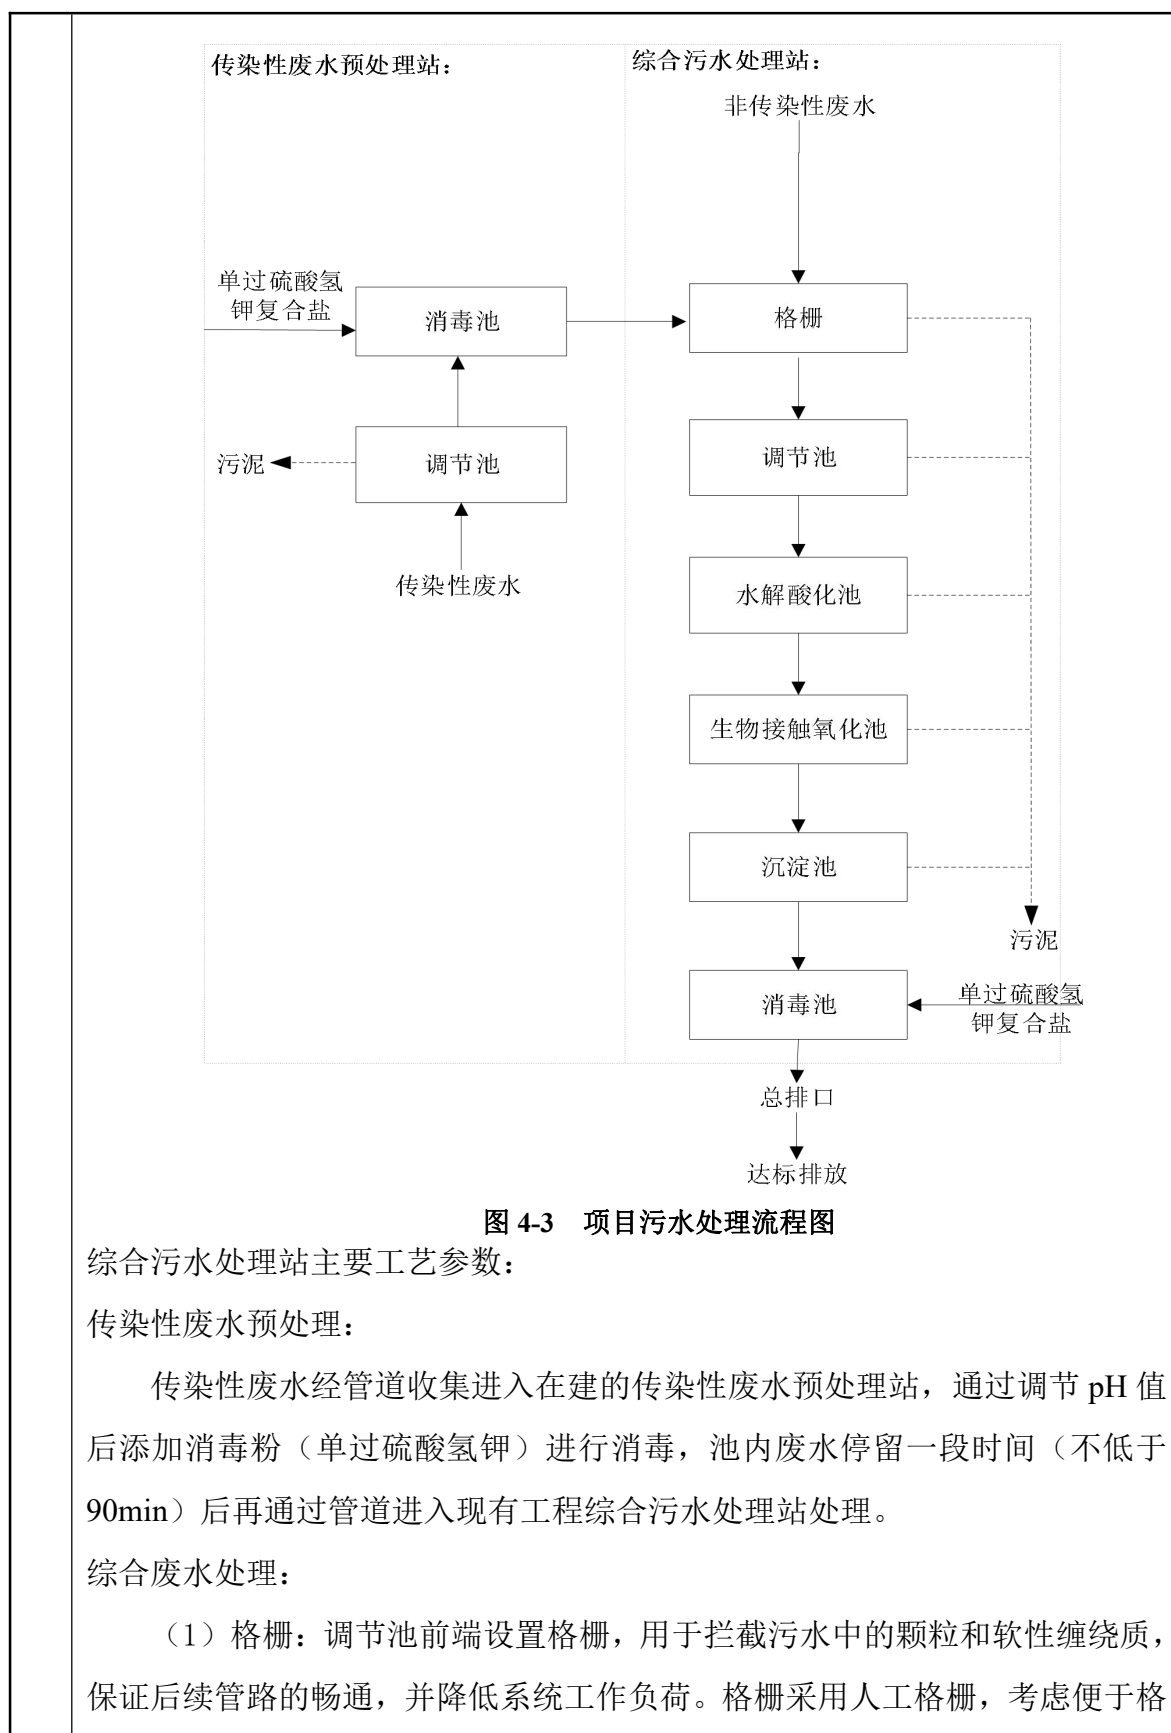 传染性废水预处理站：
综合污水处理站：
非传染性废水
单过硫酸氢
钾复合盐
消毒池
格栅
污泥
调节池
调节池
传染性废水
水解酸化池
生物接触氧化池
沉淀池
污泥
消毒池
单过硫酸氢
钾复合盐
总排口
达标排放
图 4-3 项目污水处理流程图
综合污水处理站主要工艺参数：
传染性废水预处理：
传染性废水经管道收集进入在建的传染性废水预处理站，通过调节 pH 值
后添加消毒粉（单过硫酸氢钾）进行消毒，池内废水停留一段时间（不低于
90min）后再通过管道进入现有工程综合污水处理站处理。
综合废水处理：
（1）格栅：调节池前端设置格栅，用于拦截污水中的颗粒和软性缠绕质，
保证后续管路的畅通，并降低系统工作负荷。格栅采用人工格栅，考虑便于格